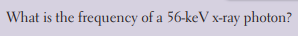 What is the frequency of a 56-keV x-ray photon?